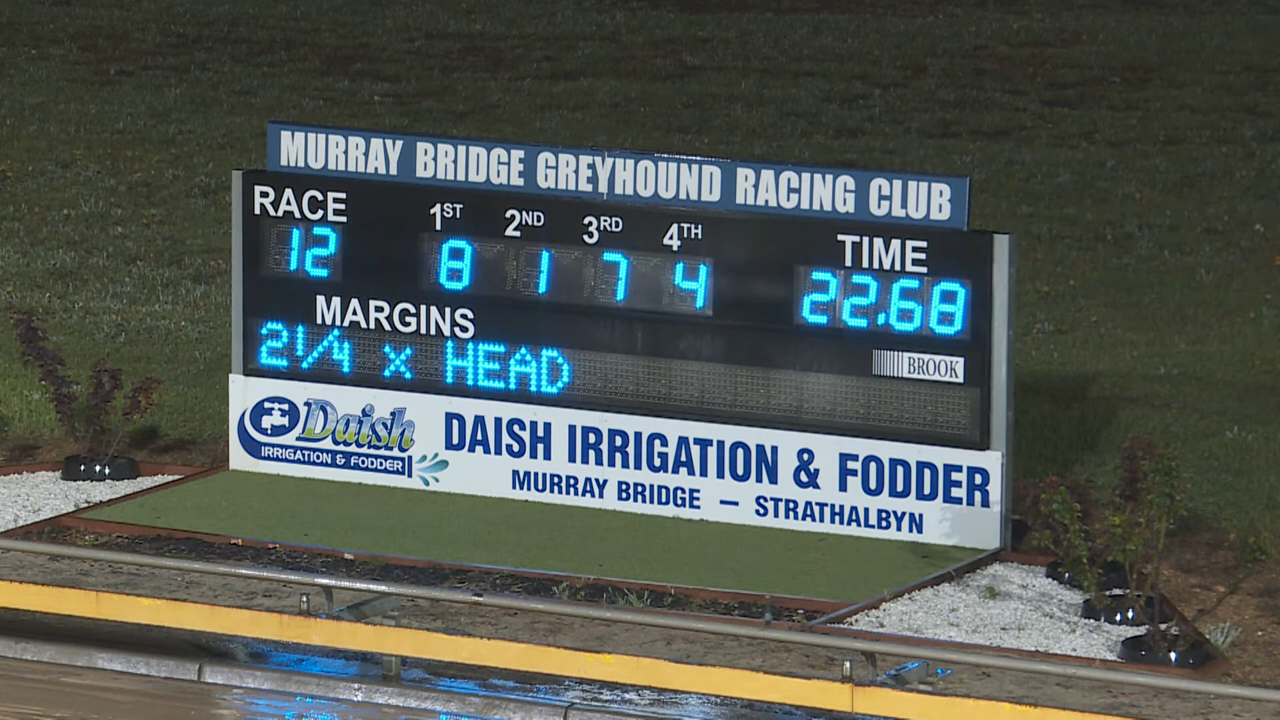 MURRAY BRIDGE GREYHOUND RACING CLUB
RACE 1ST 2ND 3RD 4TH TIME
12 8 1 7 4 22.68
MARGINS
2 1/4 x HEAD
BROOK
Daish
IRRIGATION & FODDER
DAISH IRRIGATION & FODDER
MURRAY BRIDGE – STRATHALBYN